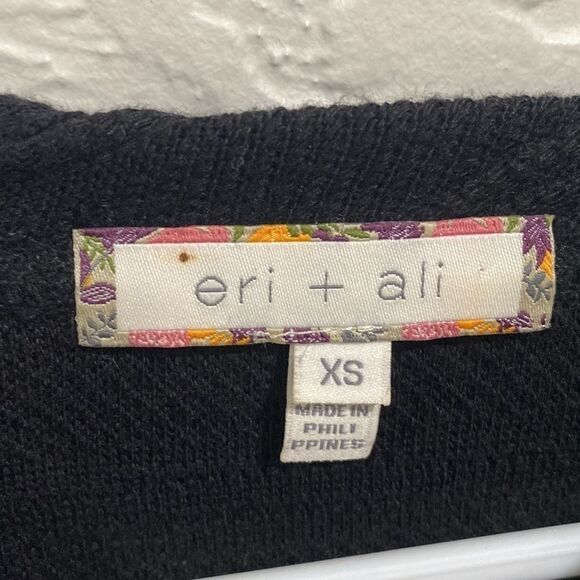 eri + ali
XS
MADE IN
PHILI
PPINES